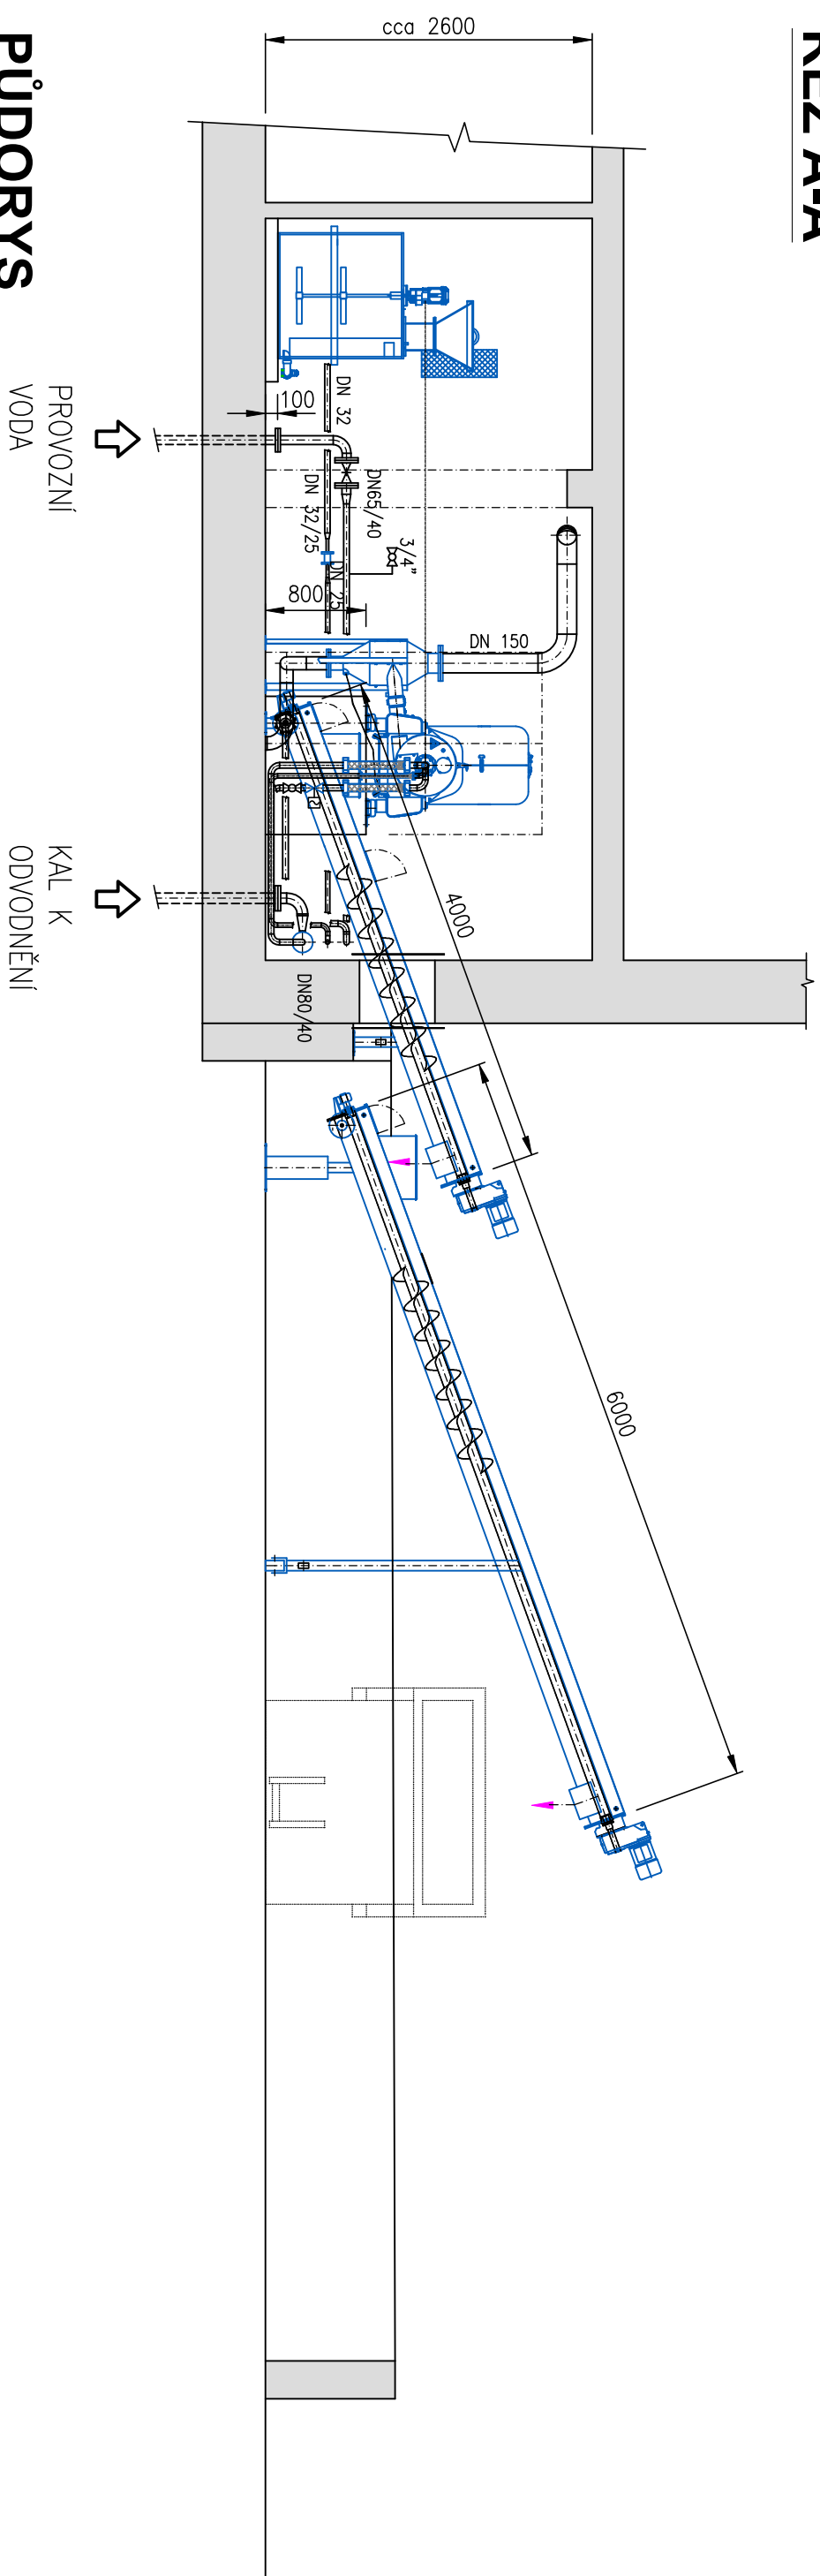 ŘEZ A-A
cca 2600
DN 32
100
DN65/40
DN 32/25
3/4"
DN 25
800
DN 150
4000
DN80/40
6000
PROVOZNÍ
VODA
KAL K
ODVODNĚNÍ
PŮDORYS